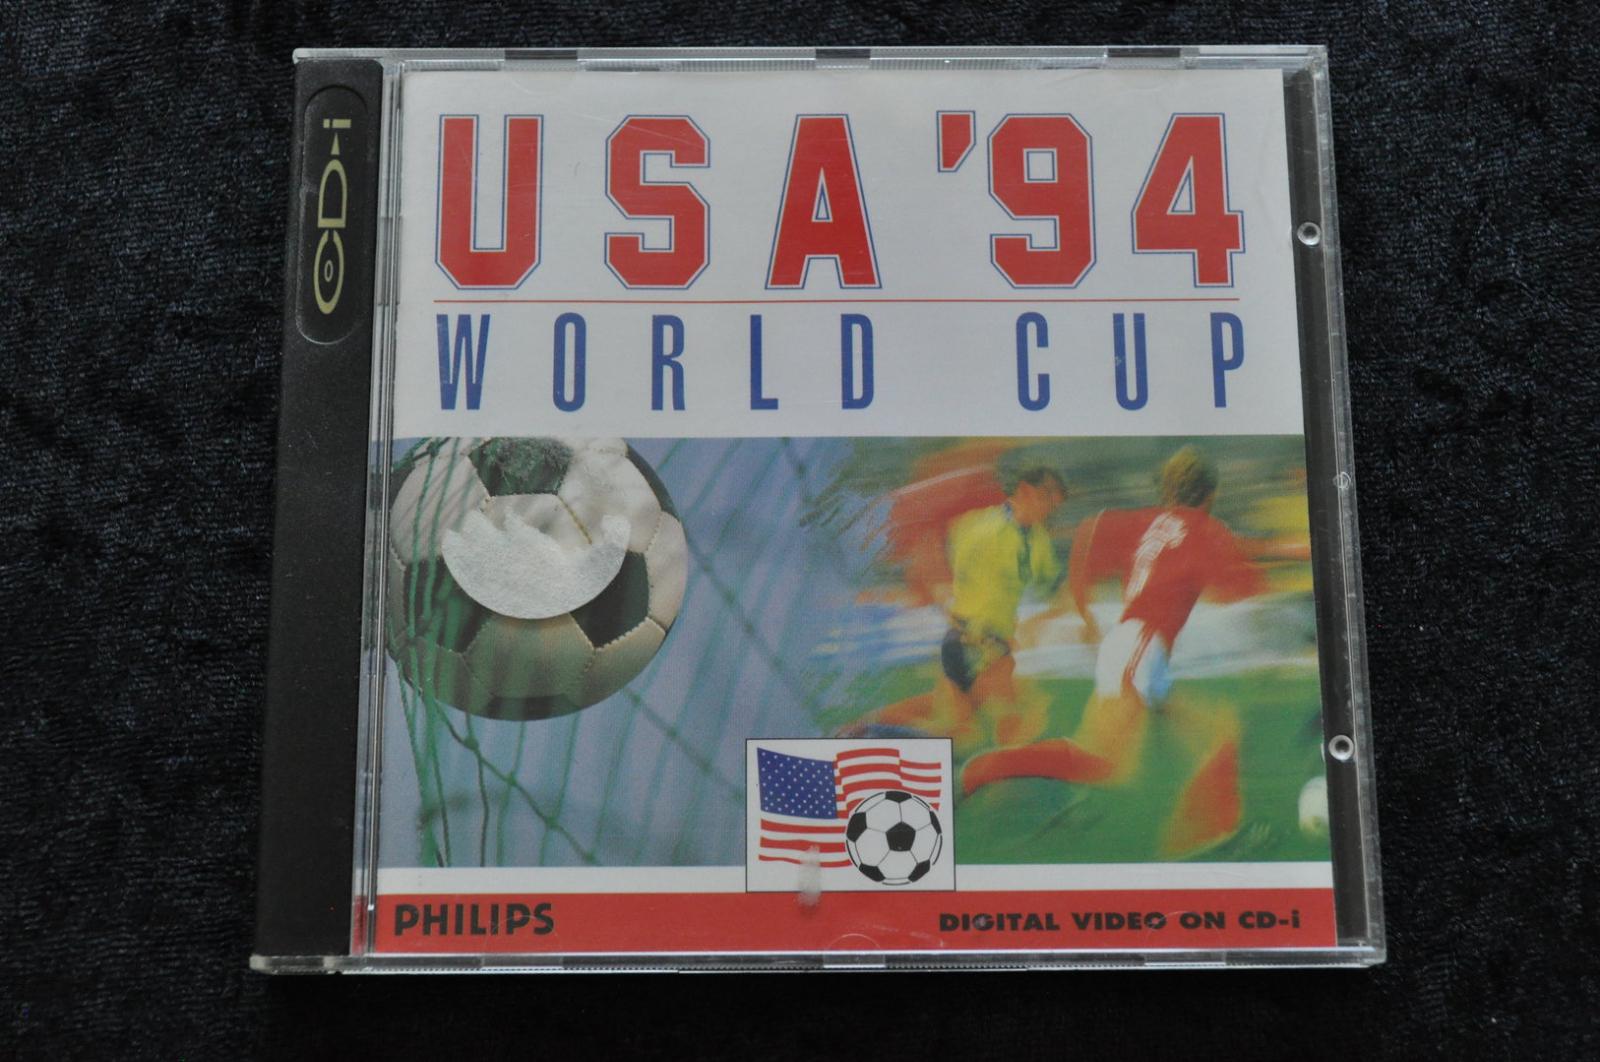 CD-i
USA '94
WORLD CUP
PHILIPS
DIGITAL VIDEO ON CD-i